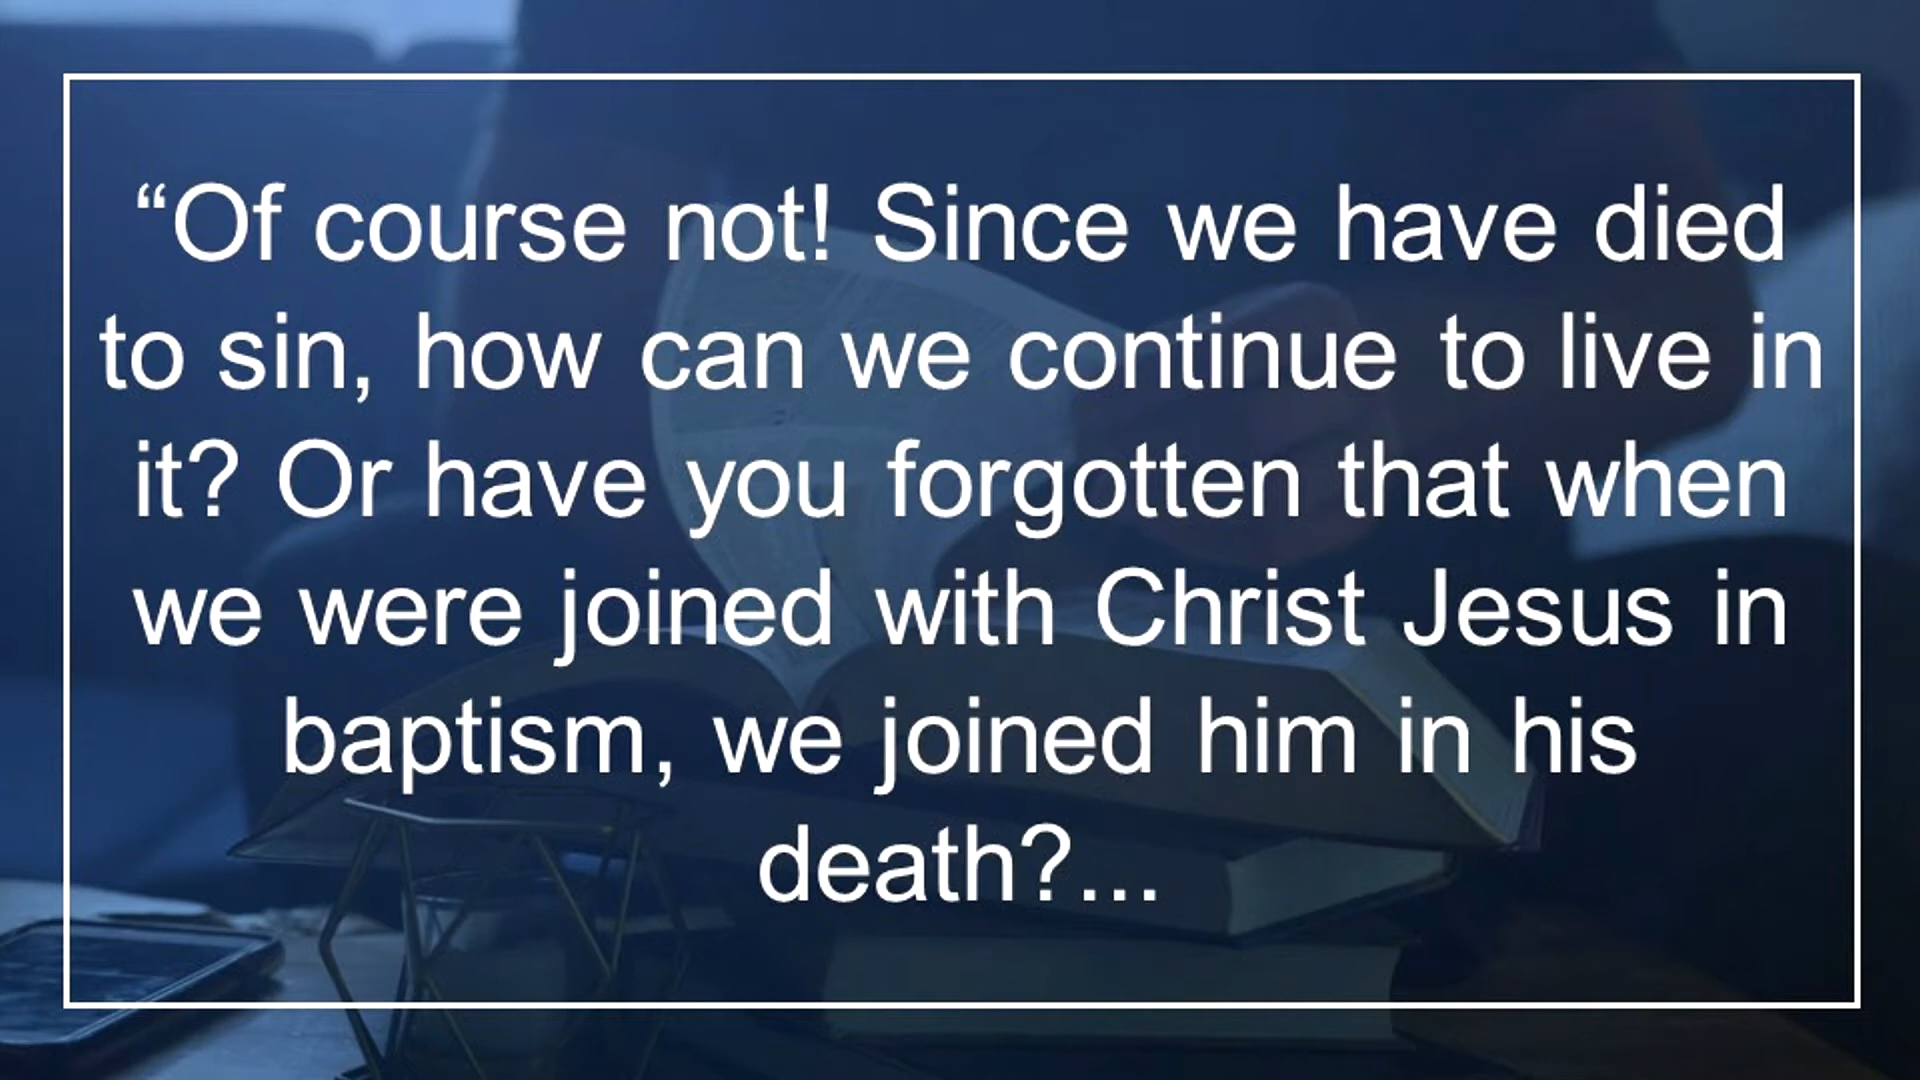 “Of course not! Since we have died
to sin, how can we continue to live in
it? Or have you forgotten that when
we were joined with Christ Jesus in
baptism, we joined him in his
death?...